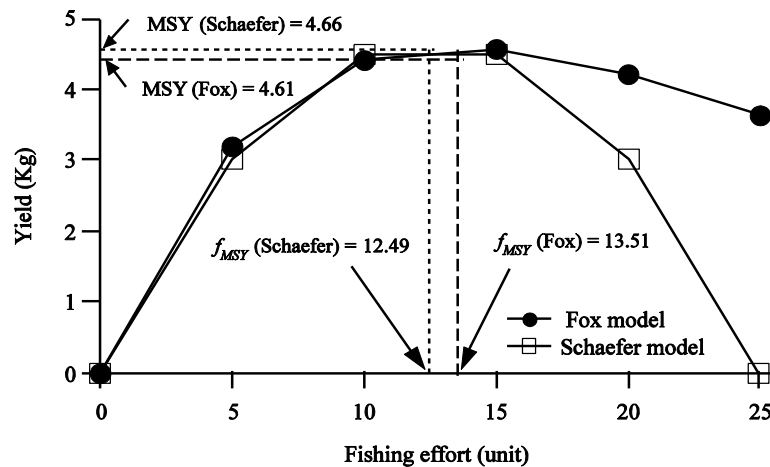 MSY (Schaefer) = 4.66
MSY (Fox) = 4.61
5
4
3
2
1
0
Yield (Kg)
fMSY (Schaefer) = 12.49
fMSY (Fox) = 13.51
Fox model
Schaefer model
0 5 10 15 20 25
Fishing effort (unit)